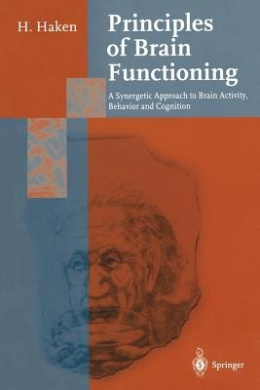 H. Haken
Principles
of Brain
Functioning
A Synergetic Approach to Brain Activity,
Behavior and Cognition
Springer